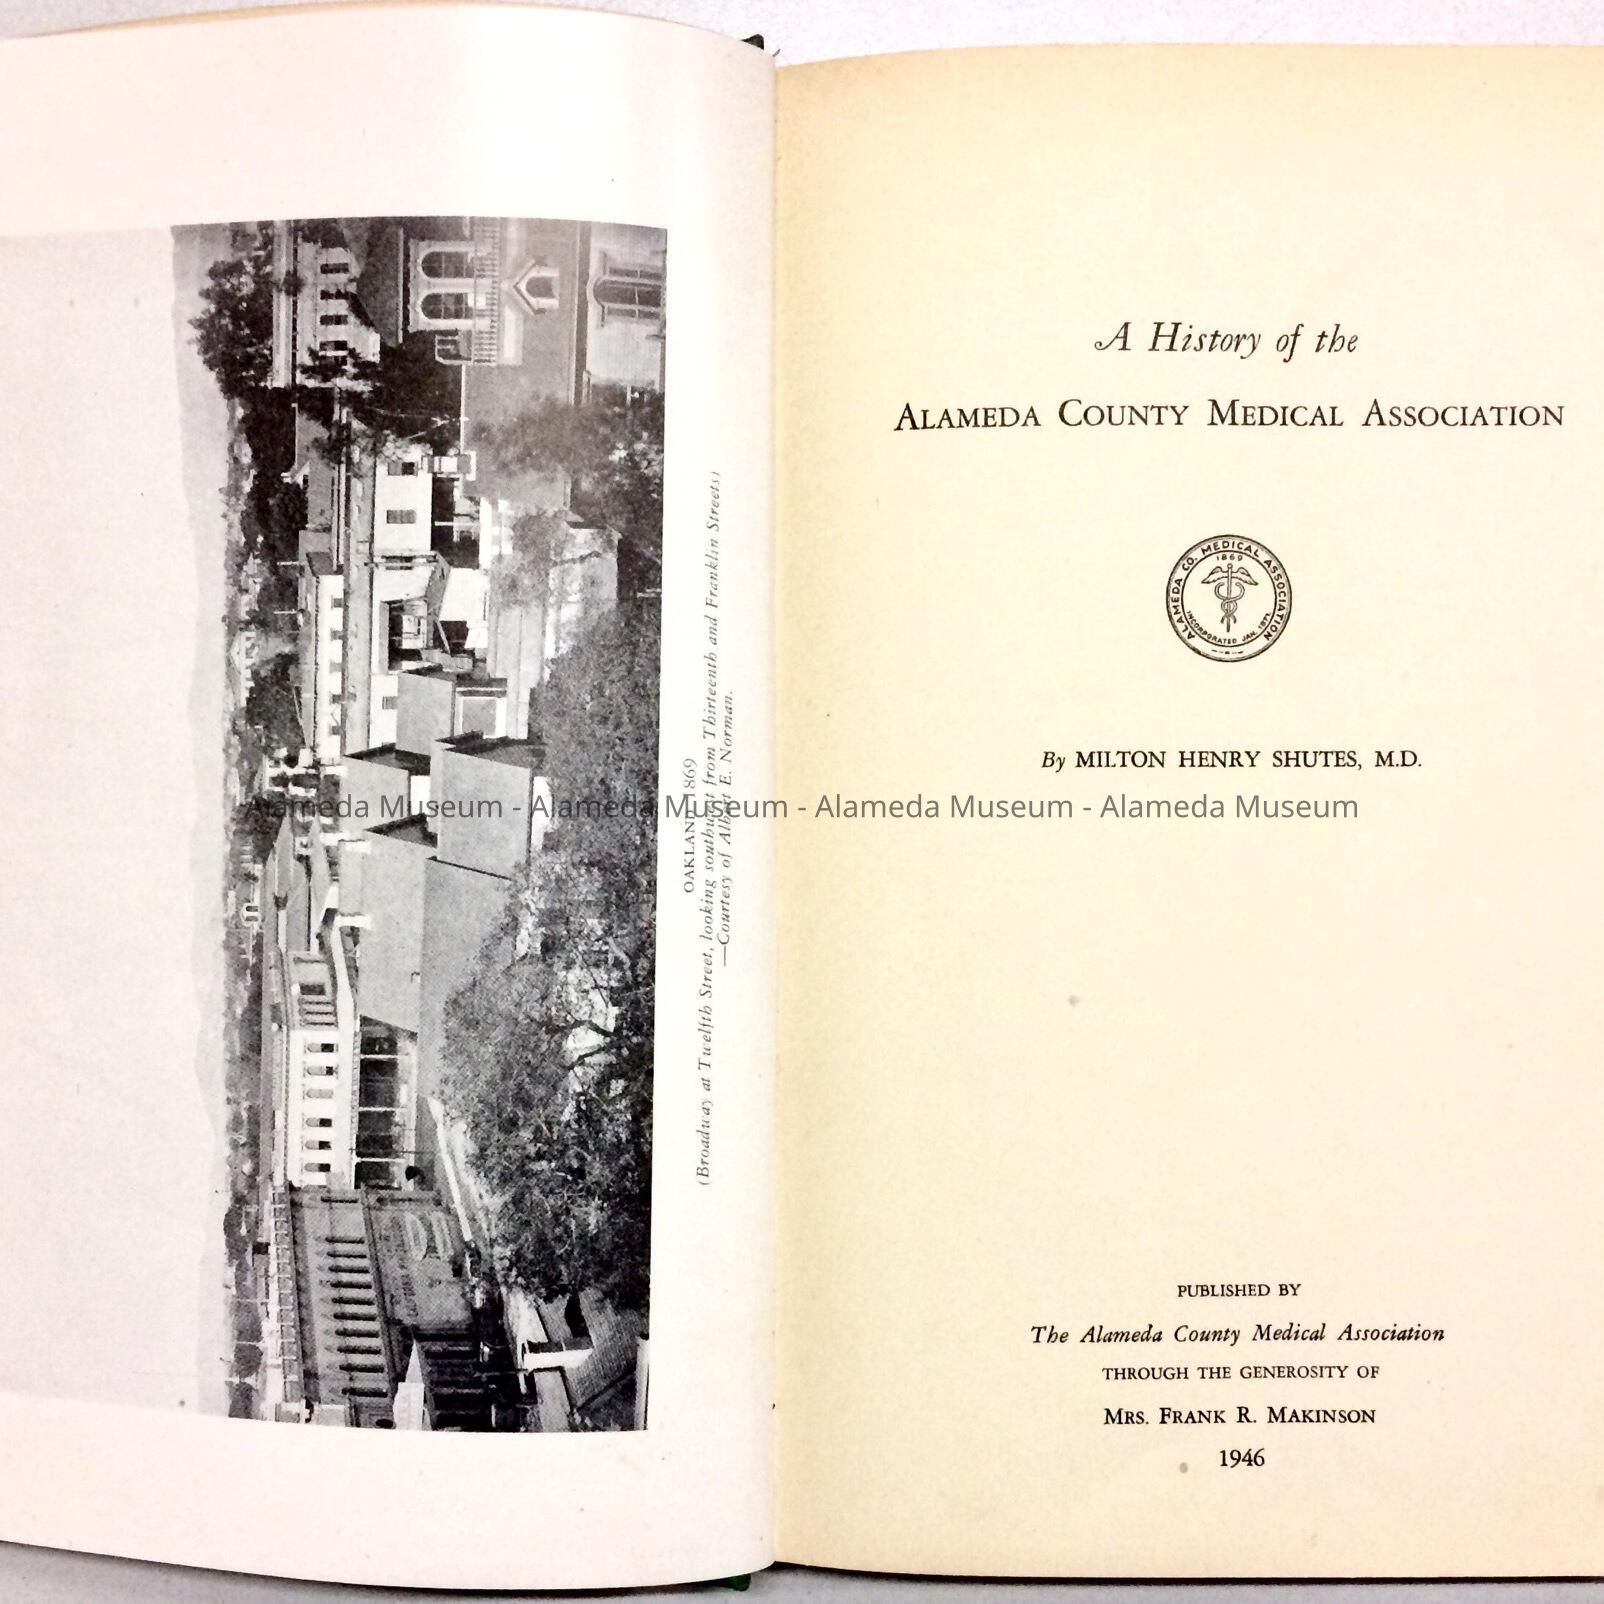 OAKLAND 1869
(Broadway at Twelfth Street, looking southwest from Thirteenth and Franklin Streets)
—Courtesy of Albert E. Norman.
A History of the
ALAMEDA COUNTY MEDICAL ASSOCIATION
ALAMEDA CO. MEDICAL ASSOCIATION
1869
INCORPORATED JAN. 1871
By MILTON HENRY SHUTES, M.D.
Alameda Museum - Alameda Museum - Alameda Museum - Alameda Museum
PUBLISHED BY
The Alameda County Medical Association
THROUGH THE GENEROSITY OF
MRS. FRANK R. MAKINSON
1946